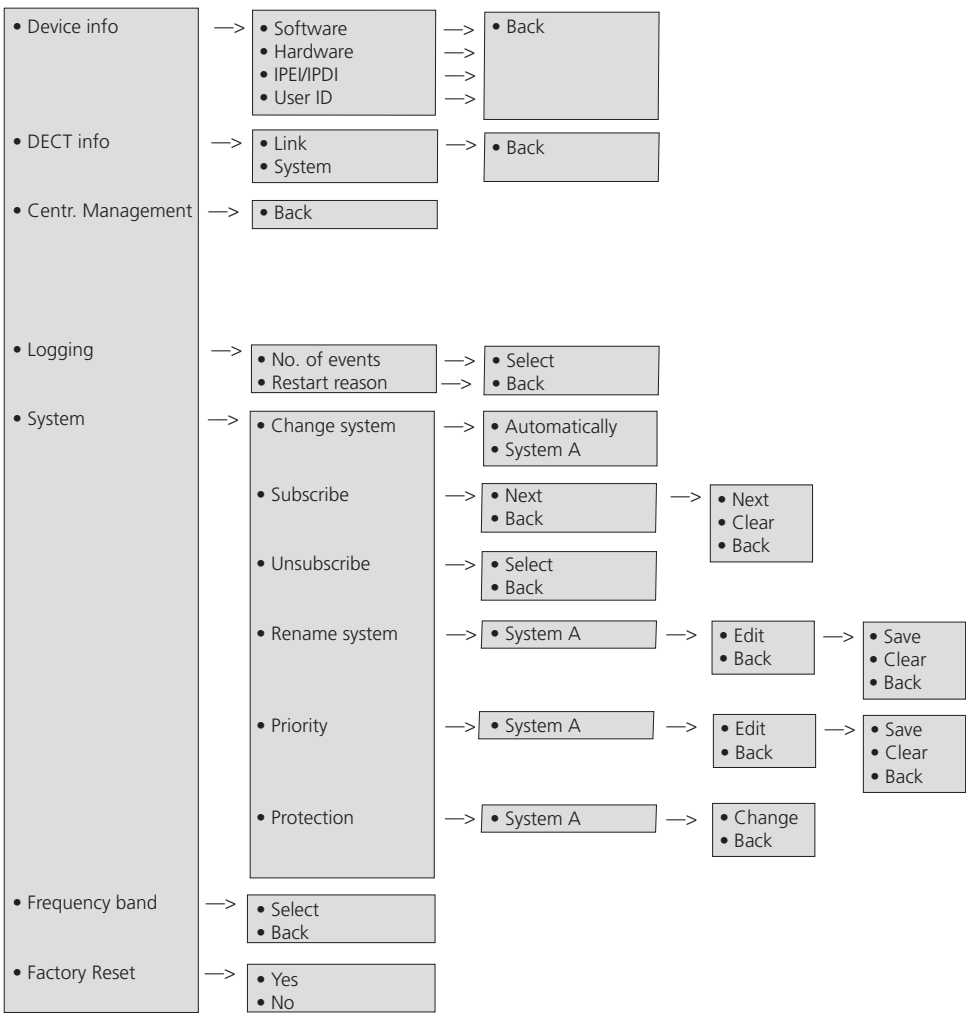 • Device info —> • Software —> • Back
• Hardware —>
• IPEI/IPDI —>
• User ID —>
• DECT info —> • Link —> • Back
• System
• Centr. Management —> • Back
• Logging —> • No. of events —> • Select
• Restart reason —> • Back
• System —> • Change system —> • Automatically
• System A
• Subscribe —> • Next —> • Next
• Back • Clear
• Back
• Unsubscribe —> • Select
• Back
• Rename system —> • System A —> • Edit —> • Save
• Back • Clear
• Back
• Priority —> • System A —> • Edit —> • Save
• Back • Clear
• Back
• Protection —> • System A —> • Change
• Back
• Frequency band —> • Select
• Back
• Factory Reset —> • Yes
• No